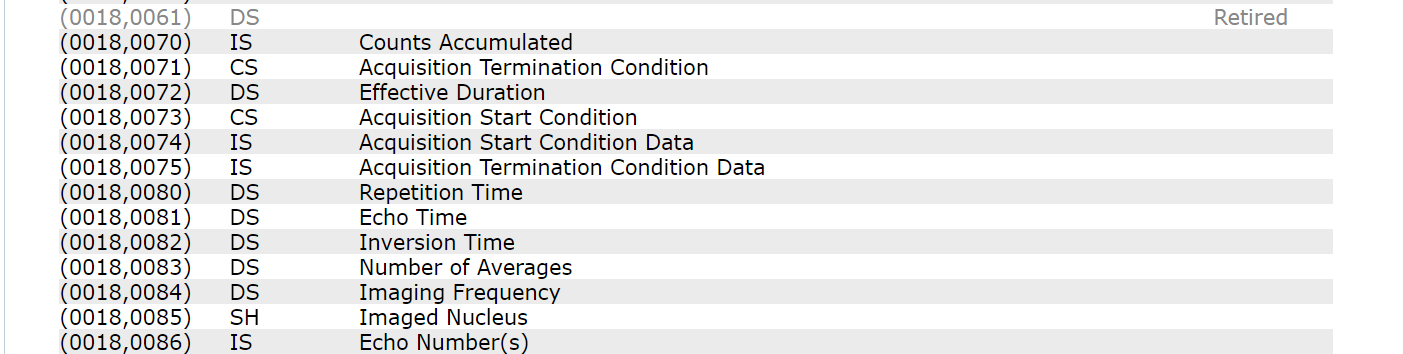 (0018,0061) DS Retired
(0018,0070) IS Counts Accumulated
(0018,0071) CS Acquisition Termination Condition
(0018,0072) DS Effective Duration
(0018,0073) CS Acquisition Start Condition
(0018,0074) IS Acquisition Start Condition Data
(0018,0075) IS Acquisition Termination Condition Data
(0018,0080) DS Repetition Time
(0018,0081) DS Echo Time
(0018,0082) DS Inversion Time
(0018,0083) DS Number of Averages
(0018,0084) DS Imaging Frequency
(0018,0085) SH Imaged Nucleus
(0018,0086) IS Echo Number(s)